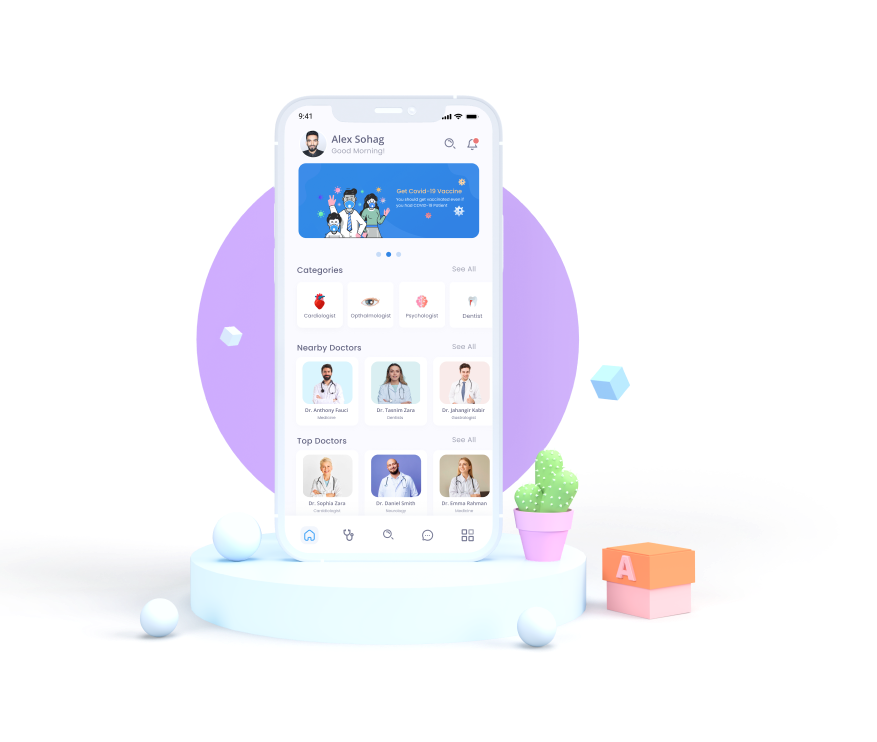 9:41
Alex Sohag
Good Morning!
Get Covid-19 Vaccine
You should get vaccinated even if
you had COVID-19 Patient
Categories
See All
Cardiologist
Opthalmologist
Psychologist
Dentist
Nearby Doctors
See All
Dr. Anthony Fauci
Medicine
Dr. Tasnim Zara
Dentists
Dr. Jahangir Kabir
Top Doctors
See All
Dr. Sophia Zara
Cardiologist
Dr. Daniel Smith
Neurology
Dr. Emma Rahman
Medicine
A